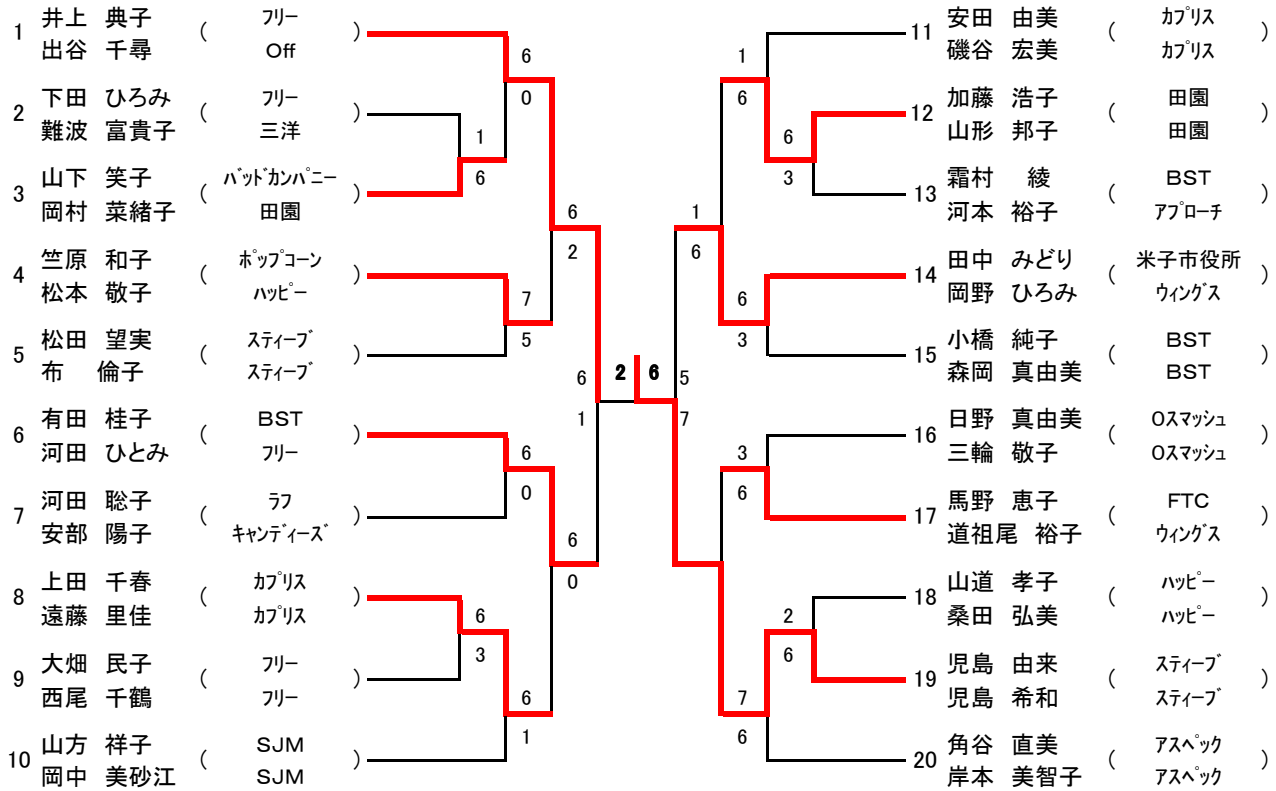 1 井上 典子 ( フリー )
出谷 千尋 Off
2 下田 ひろみ ( フリー )
難波 富貴子 三洋
3 山下 笑子 ( バッドカンパニー )
岡村 菜緒子 田園
4 竺原 和子 ( ポップコーン )
松本 敬子 ハッピー
5 松田 望実 ( スティーブ )
布 倫子 スティーブ
6 有田 桂子 ( BST )
河田 ひとみ フリー
7 河田 聡子 ( ラフ )
安部 陽子 キャンディーズ
8 上田 千春 ( カプリス )
遠藤 里佳 カプリス
9 大畑 民子 ( フリー )
西尾 千鶴 フリー
10 山方 祥子 ( SJM )
岡中 美砂江 SJM
6
0
1
6
7
5
6
2
6
0
6
3
6
1
6
0
6
1
2 6
5
7
1
6
1
6
6
3
6
3
3
6
2
6
7
6
11 安田 由美 ( カプリス )
磯谷 宏美 カプリス
12 加藤 浩子 ( 田園 )
山形 邦子 田園
13 霜村 綾 ( BST )
河本 裕子 アプローチ
14 田中 みどり ( 米子市役所 )
岡野 ひろみ ウィングス
15 小橋 純子 ( BST )
森岡 真由美 BST
16 日野 真由美 ( Oスマッシュ )
三輪 敬子 Oスマッシュ
17 馬野 恵子 ( FTC )
道祖尾 裕子 ウィングス
18 山道 孝子 ( ハッピー )
桑田 弘美 ハッピー
19 児島 由来 ( スティーブ )
児島 希和 スティーブ
20 角谷 直美 ( アスペック )
岸本 美智子 アスペック